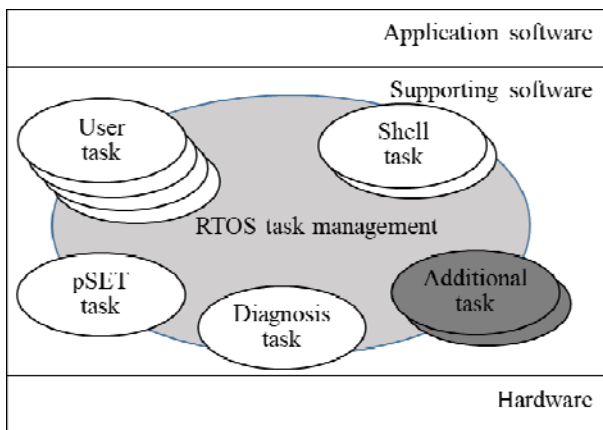 Application software
Supporting software
User
task
Shell
task
RTOS task management
pSET
task
Diagnosis
task
Additional
task
Hardware